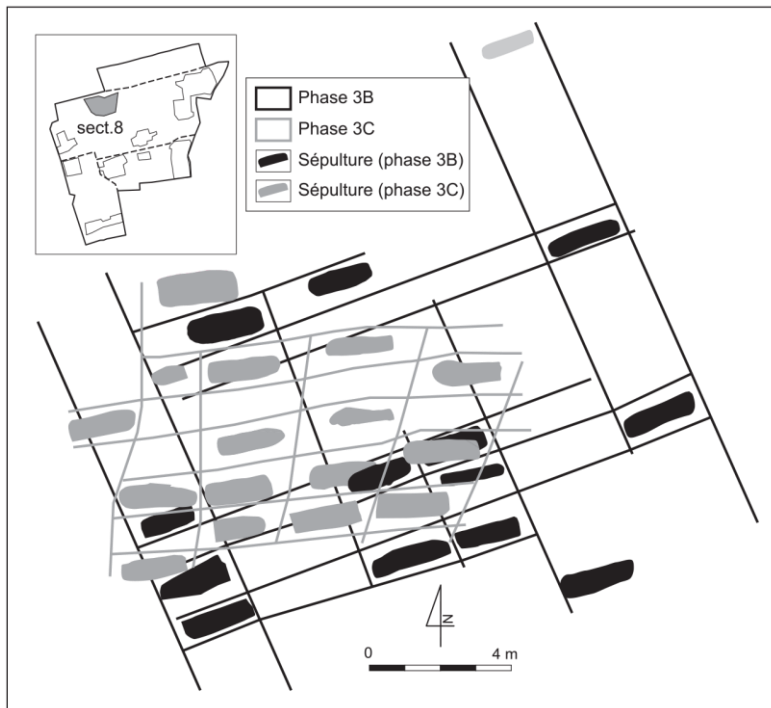 sect.8
Phase 3B
Phase 3C
Sépulture (phase 3B)
Sépulture (phase 3C)
N
0 4 m